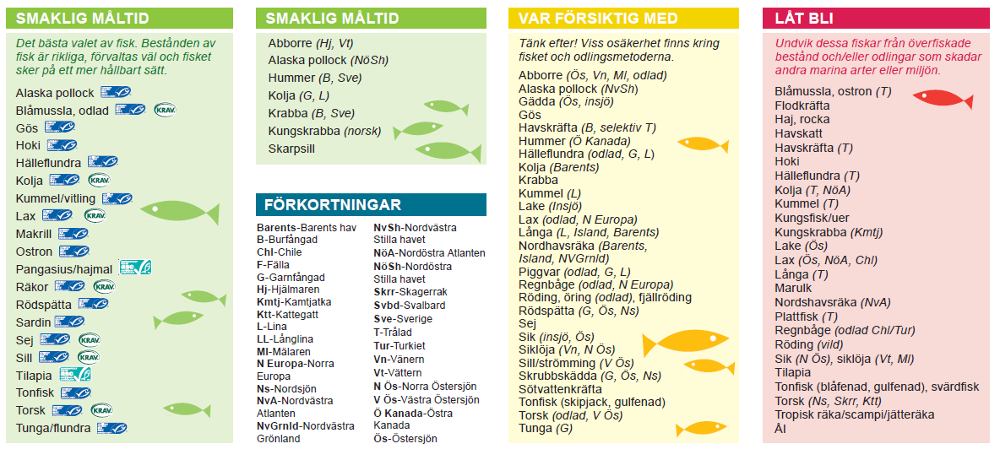 SMAKLIG MÅLTID
Det bästa valet av fisk. Bestånden av
fisk är rikliga, förvaltas väl och fisket
sker på ett mer hållbart sätt.
Alaska pollock
Blåmussla, odlad KRAV
Gös
Hoki
Hälleflundra
Kolja KRAV
Kummel/vitling
Lax KRAV
Makrill
Ostron
Pangasius/hajmal
Räkor KRAV
Rödspätta
Sardin
Sej KRAV
Sill KRAV
Tilapia
Tonfisk
Torsk KRAV
Tunga/flundra
SMAKLIG MÅLTID
Abborre (Hj, Vt)
Alaska pollock (NöSh)
Hummer (B, Sve)
Kolja (G, L)
Krabba (B, Sve)
Kungskrabba (norsk)
Skarpsill
FÖRKORTNINGAR
Barents-Barents hav
B-Burfångad
Chl-Chile
F-Fälla
G-Garnfångad
Hj-Hjälmaren
Kmtj-Kamtjatka
Ktt-Kattegatt
L-Lina
LL-Långlina
Ml-Mälaren
N Europa-Norra
Europa
Ns-Nordsjön
NvA-Nordvästra
Atlanten
NvGrnld-Nordvästra
Grönland
NvSh-Nordvästra
Stilla havet
NöA-Nordöstra Atlanten
NöSh-Nordöstra
Stilla havet
Skrr-Skagerrak
Svbd-Svalbard
Sve-Sverige
T-Trålad
Tur-Turkiet
Vn-Vänern
Vt-Vättern
N Ös-Norra Östersjön
V Ös-Västra Östersjön
Ö Kanada-Östra
Kanada
Ös-Östersjön
VAR FÖRSIKTIG MED
Tänk efter! Viss osäkerhet finns kring
fisket och odlingsmetoderna.
Abborre (Ös, Vn, Ml, odlad)
Alaska pollock (NvSh)
Gädda (Ös, insjö)
Gös
Havskräfta (B, selektiv T)
Hummer (Ö Kanada)
Hälleflundra (odlad, G, L)
Kolja (Barents)
Krabba
Kummel (L)
Lake (Insjö)
Lax (odlad, N Europa)
Långa (L, Island, Barents)
Nordhavsräka (Barents,
Island, NVGrnld)
Piggvar (odlad, G, L)
Regnbåge (odlad, N Europa)
Röding, öring (odlad), fjällröding
Rödspätta (G, Ös, Ns)
Sej
Sik (insjö, Ös)
Siklöja (Vn, N Ös)
Sill/strömming (V Ös)
Skrubbskädda (G, Ös, Ns)
Sötvattenkräfta
Tonfisk (skipjack, gulfenad)
Torsk (odlad, V Ös)
Tunga (G)
LÅT BLI
Undvik dessa fiskar från överfiskade
bestånd och/eller odlingar som skadar
andra marina arter eller miljön.
Blåmussla, ostron (T)
Flodkräfta
Haj, rocka
Havskatt
Havskräfta (T)
Hoki
Hälleflundra (T)
Kolja (T, NöA)
Kummel (T)
Kungsfisk/uer
Kungskrabba (Kmtj)
Lake (Ös)
Lax (Ös, NöA, Chl)
Långa (T)
Marulk
Nordshavsräka (NvA)
Plattfisk (T)
Regnbåge (odlad Chl/Tur)
Röding (vild)
Sik (N Ös), siklöja (Vt, Ml)
Tilapia
Tonfisk (blåfenad, gulfenad), svärdfisk
Torsk (Ns, Skrr, Ktt)
Tropisk räka/scampi/jätteräka
Ål